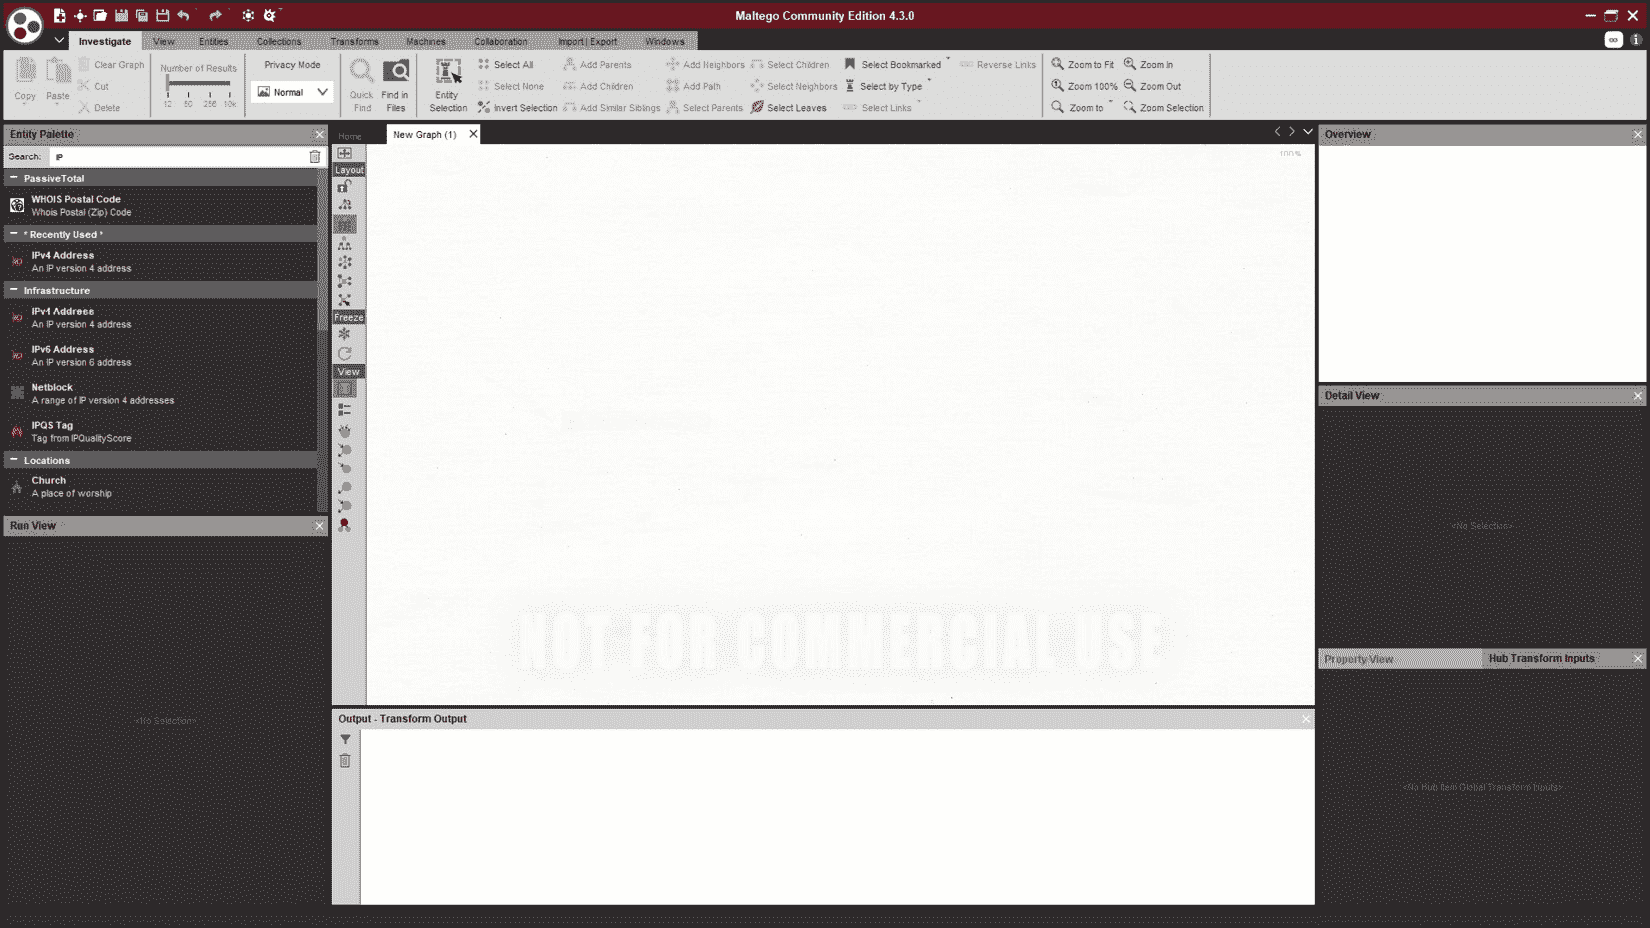 Maltego Community Edition 4.3.0
Investigate View Entities Collections Transforms Machines Collaboration Import | Export Windows
Copy Paste Clear Graph Cut Delete
Number of Results
12 50 256 10k
Privacy Mode
Normal
Quick Find
Find in Files
Entity Selection
Select All
Select None
Invert Selection
Add Parents
Add Children
Add Similar Siblings
Add Neighbors
Add Path
Select Parents
Select Children
Select Neighbors
Select Leaves
Select Bookmarked
Select by Type
Select Links
Reverse Links
Zoom to Fit
Zoom 100%
Zoom to
Zoom In
Zoom Out
Zoom Selection
Entity Palette
Search: IP
PassiveTotal
WHOIS Postal Code
Whois Postal (Zip) Code
* Recently Used *
IPv4 Address
An IP version 4 address
Infrastructure
IPv4 Address
An IP version 4 address
IPv6 Address
An IP version 6 address
Netblock
A range of IP version 4 addresses
IPQS Tag
Tag from IPQualityScore
Locations
Church
A place of worship
Run View
<No Selection>
Home
New Graph (1)
100%
Layout
Freeze
View
NOT FOR COMMERCIAL USE
Output - Transform Output
Overview
Detail View
<No Selection>
Property View
Hub Transform Inputs
<No Hub Item Global Transform Inputs>